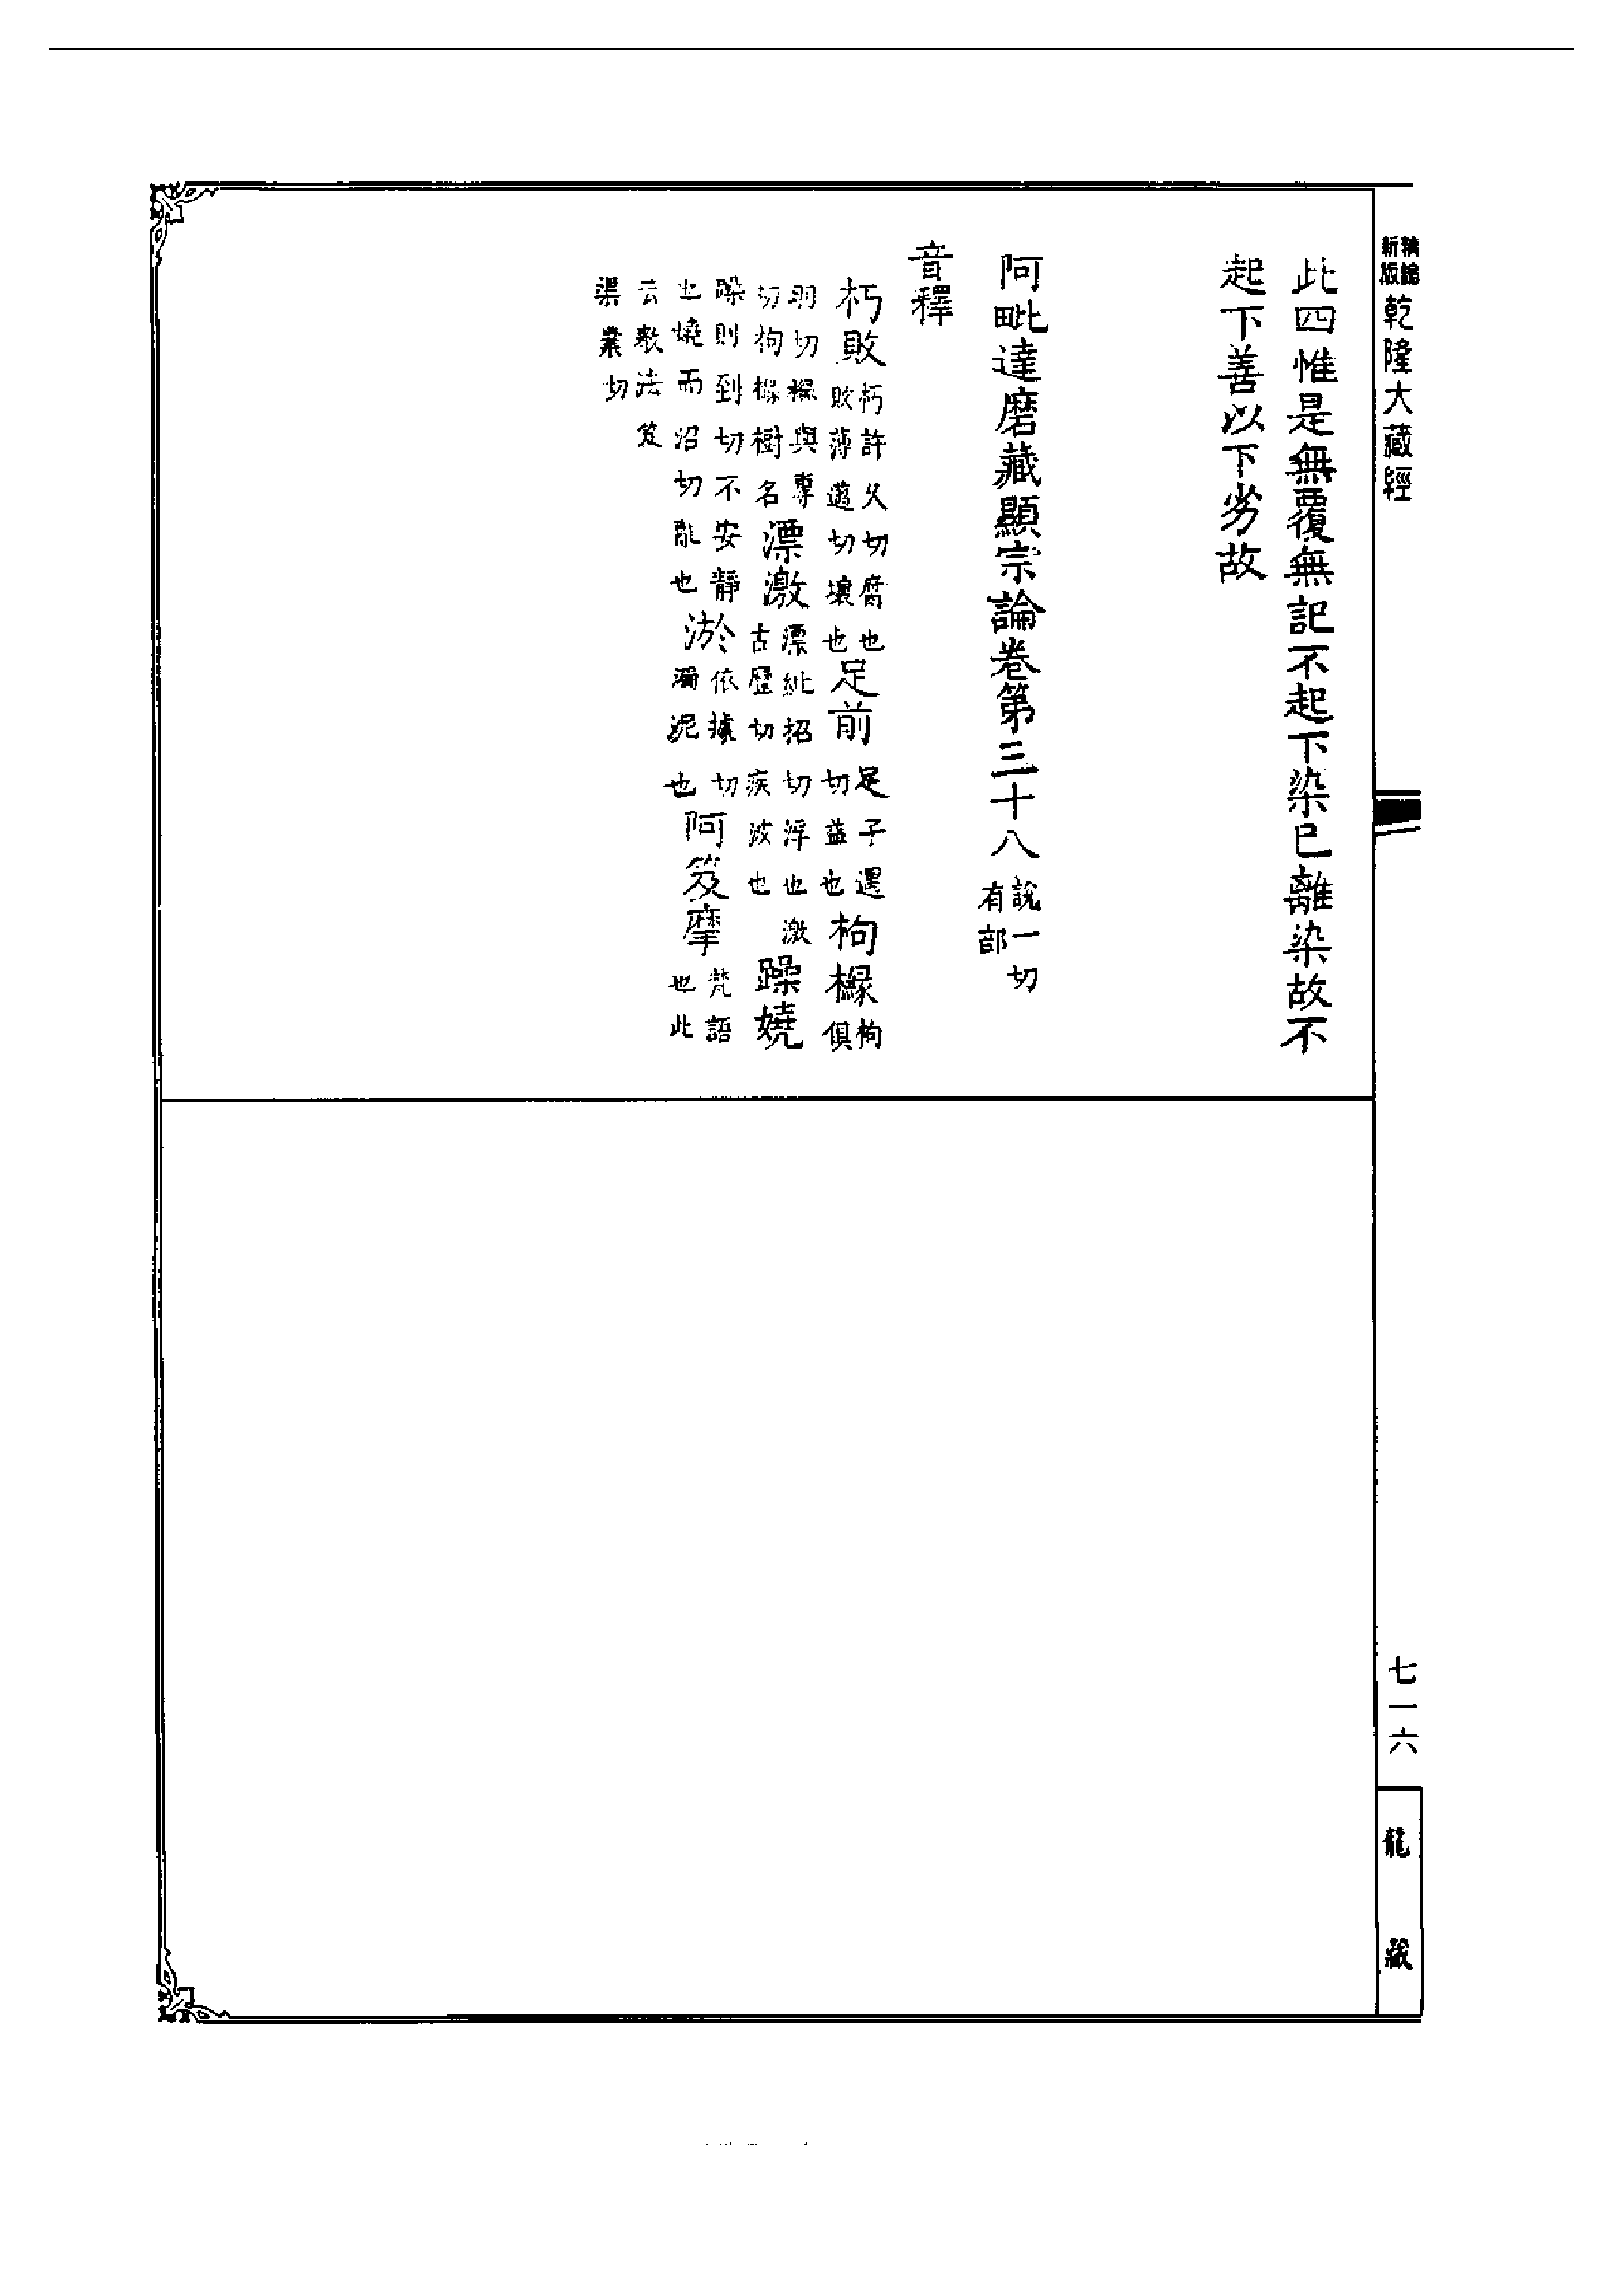 乾隆大藏經
此四惟是無覆無記不起下染已離染故不
起下善以下劣故
阿毗達磨藏顯宗論卷第三十八 說一切有部
音釋
朽敗 朽許久切腐也敗薄邁切壞也 足前 足子遇切益也 枸櫞 枸俱
羽切櫞與專切枸櫞樹名 漂激 漂紕招切浮也激古歷切疾波也 躁嬈
躁則到切不安靜也嬈而沼切亂也 淤 依據切濁泥也 阿笈摩 梵語也此
云教法笈渠業切
七一六
龍藏